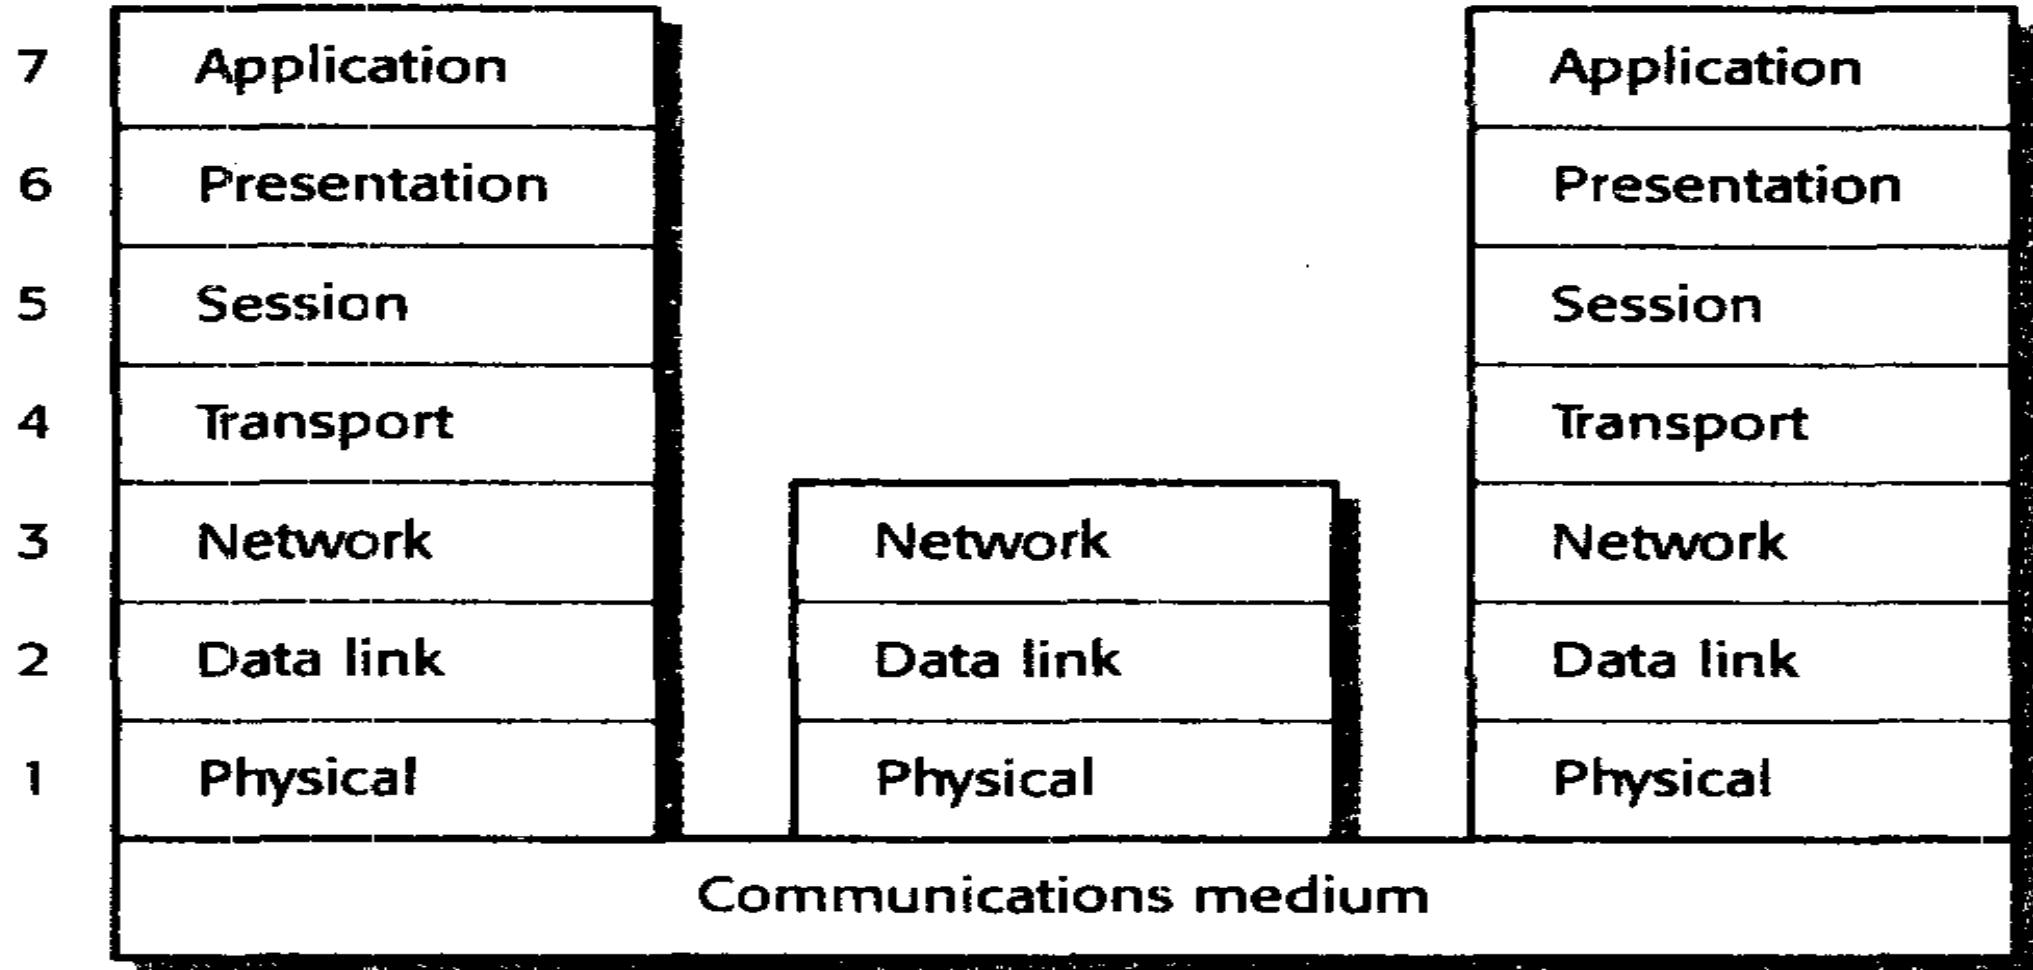 7 Application Application
6 Presentation Presentation
5 Session Session
4 Transport Transport
3 Network Network Network
2 Data link Data link Data link
1 Physical Physical Physical
Communications medium